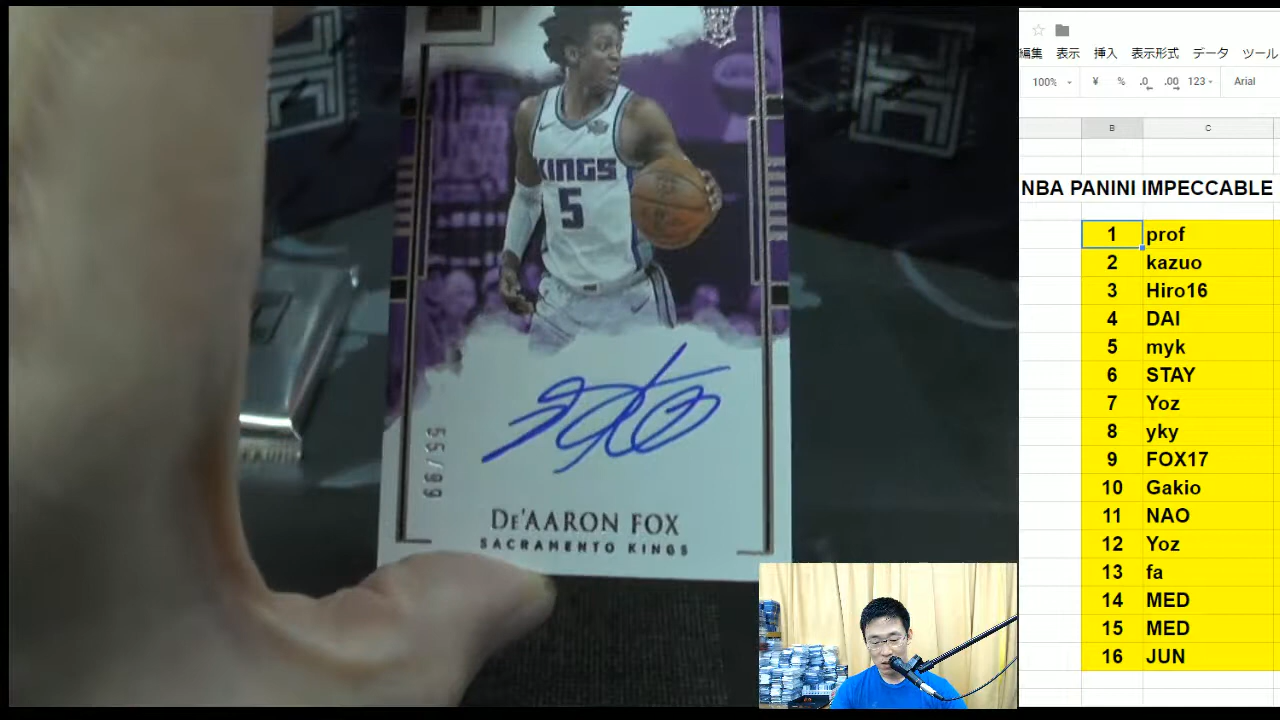 KINGS
5
55/99
DE'AARON FOX
SACRAMENTO KINGS
編集 表示 挿入 表示形式 データ ツール
100% ¥ % .0 .00 123 Arial
B C
NBA PANINI IMPECCABLE
1 prof
2 kazuo
3 Hiro16
4 DAI
5 myk
6 STAY
7 Yoz
8 yky
9 FOX17
10 Gakio
11 NAO
12 Yoz
13 fa
14 MED
15 MED
16 JUN